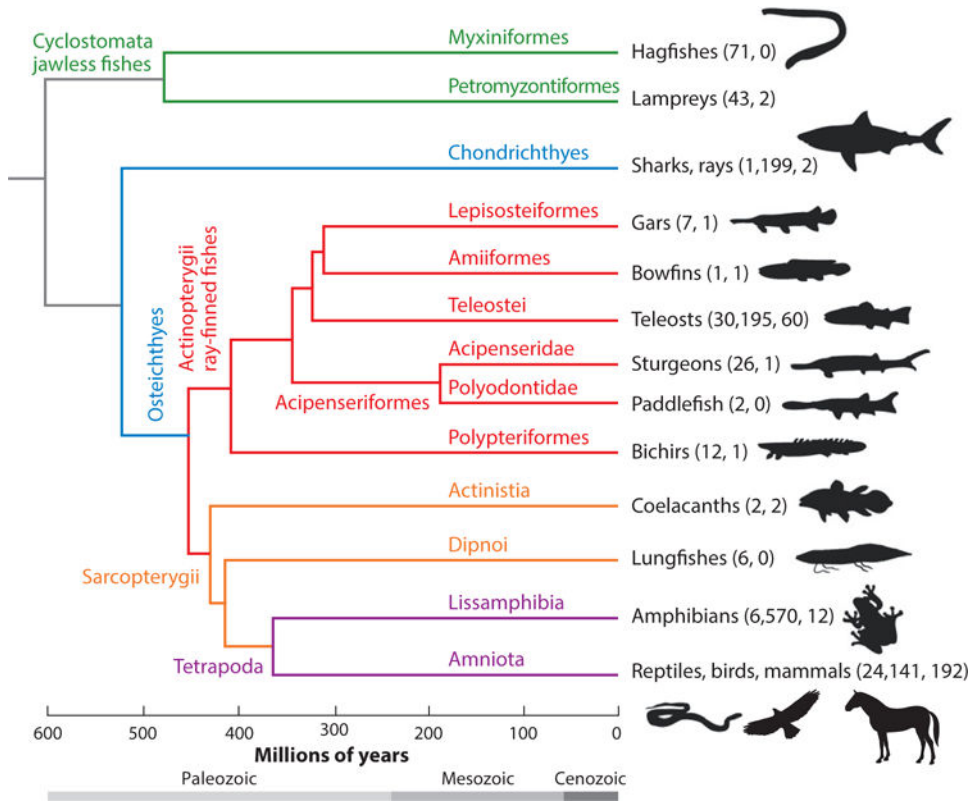 Cyclostomata
jawless fishes
Myxiniformes
Hagfishes (71, 0)
Petromyzontiformes
Lampreys (43, 2)
Chondrichthyes
Sharks, rays (1,199, 2)
Osteichthyes
Actinopterygii
ray-finned fishes
Lepisosteiformes
Gars (7, 1)
Amiiformes
Bowfins (1, 1)
Teleostei
Teleosts (30,195, 60)
Acipenseriformes
Acipenseridae
Sturgeons (26, 1)
Polyodontidae
Paddlefish (2, 0)
Polypteriformes
Bichirs (12, 1)
Sarcopterygii
Actinistia
Coelacanths (2, 2)
Dipnoi
Lungfishes (6, 0)
Tetrapoda
Lissamphibia
Amphibians (6,570, 12)
Amniota
Reptiles, birds, mammals (24,141, 192)
600 500 400 300 200 100 0
Millions of years
Paleozoic Mesozoic Cenozoic